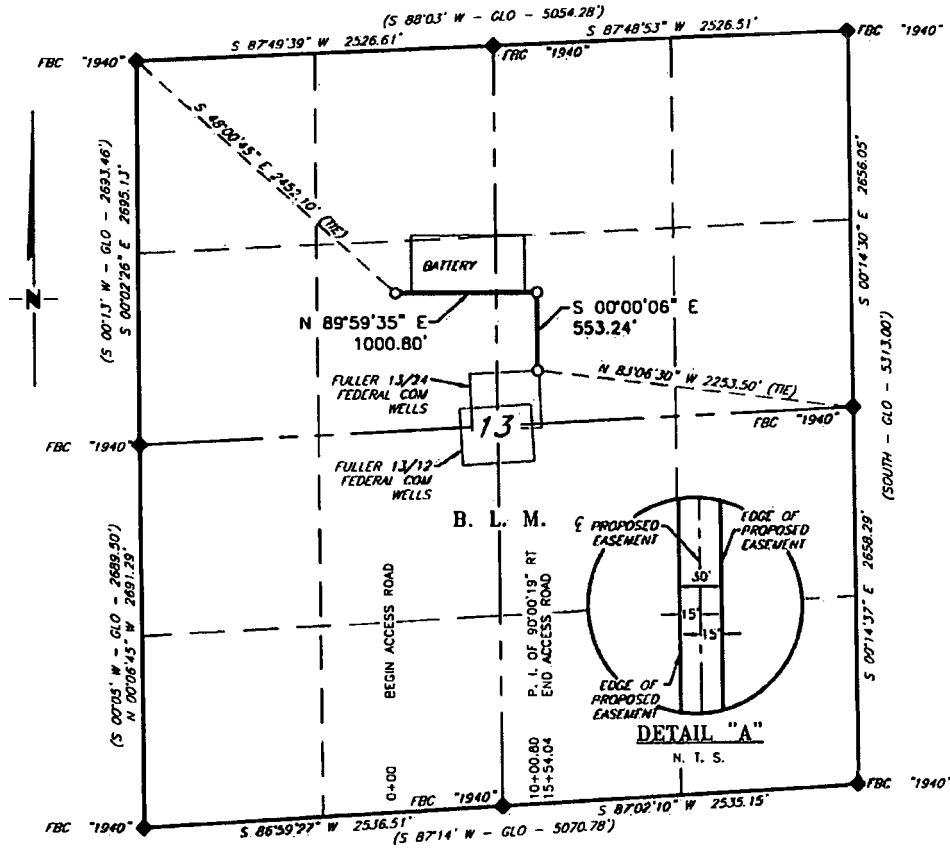 (S 88°03' W - GLO - 5054.28')
S 87°49'39" W 2526.61'
S 87°48'53" W 2526.51'
FBC "1940"
FBC "1940"
FBC "1940"
(S 00°13' W - GLO - 2693.46')
S 00°02'26" E 2695.13'
S 48°00'45" E 2452.10' (TIE)
S 00°14'30" E 2656.05'
BATTERY
N
N 89°59'35" E
1000.80'
S 00°00'06" E
553.24'
N 83°06'30" W 2253.50' (TIE)
(SOUTH - GLO - 5313.00')
FULLER 13/24
FEDERAL COM
WELLS
13
FBC "1940"
FBC "1940"
FULLER 13/12
FEDERAL COM
WELLS
B. L. M.
℄ PROPOSED
EASEMENT
EDGE OF
PROPOSED
EASEMENT
30'
15'
15'
EDGE OF
PROPOSED
EASEMENT
DETAIL "A"
N. T. S.
(S 00°05' W - GLO - 2689.50')
N 00°06'45" W 2691.29'
S 00°14'37" E 2658.29'
0+00 BEGIN ACCESS ROAD
10+00.80 P. I. OF 90°00'19" RT
15+54.04 END ACCESS ROAD
FBC "1940"
FBC "1940"
FBC "1940"
S 86°59'27" W 2536.51'
S 87°02'10" W 2535.15'
(S 87°14' W - GLO - 5070.78')